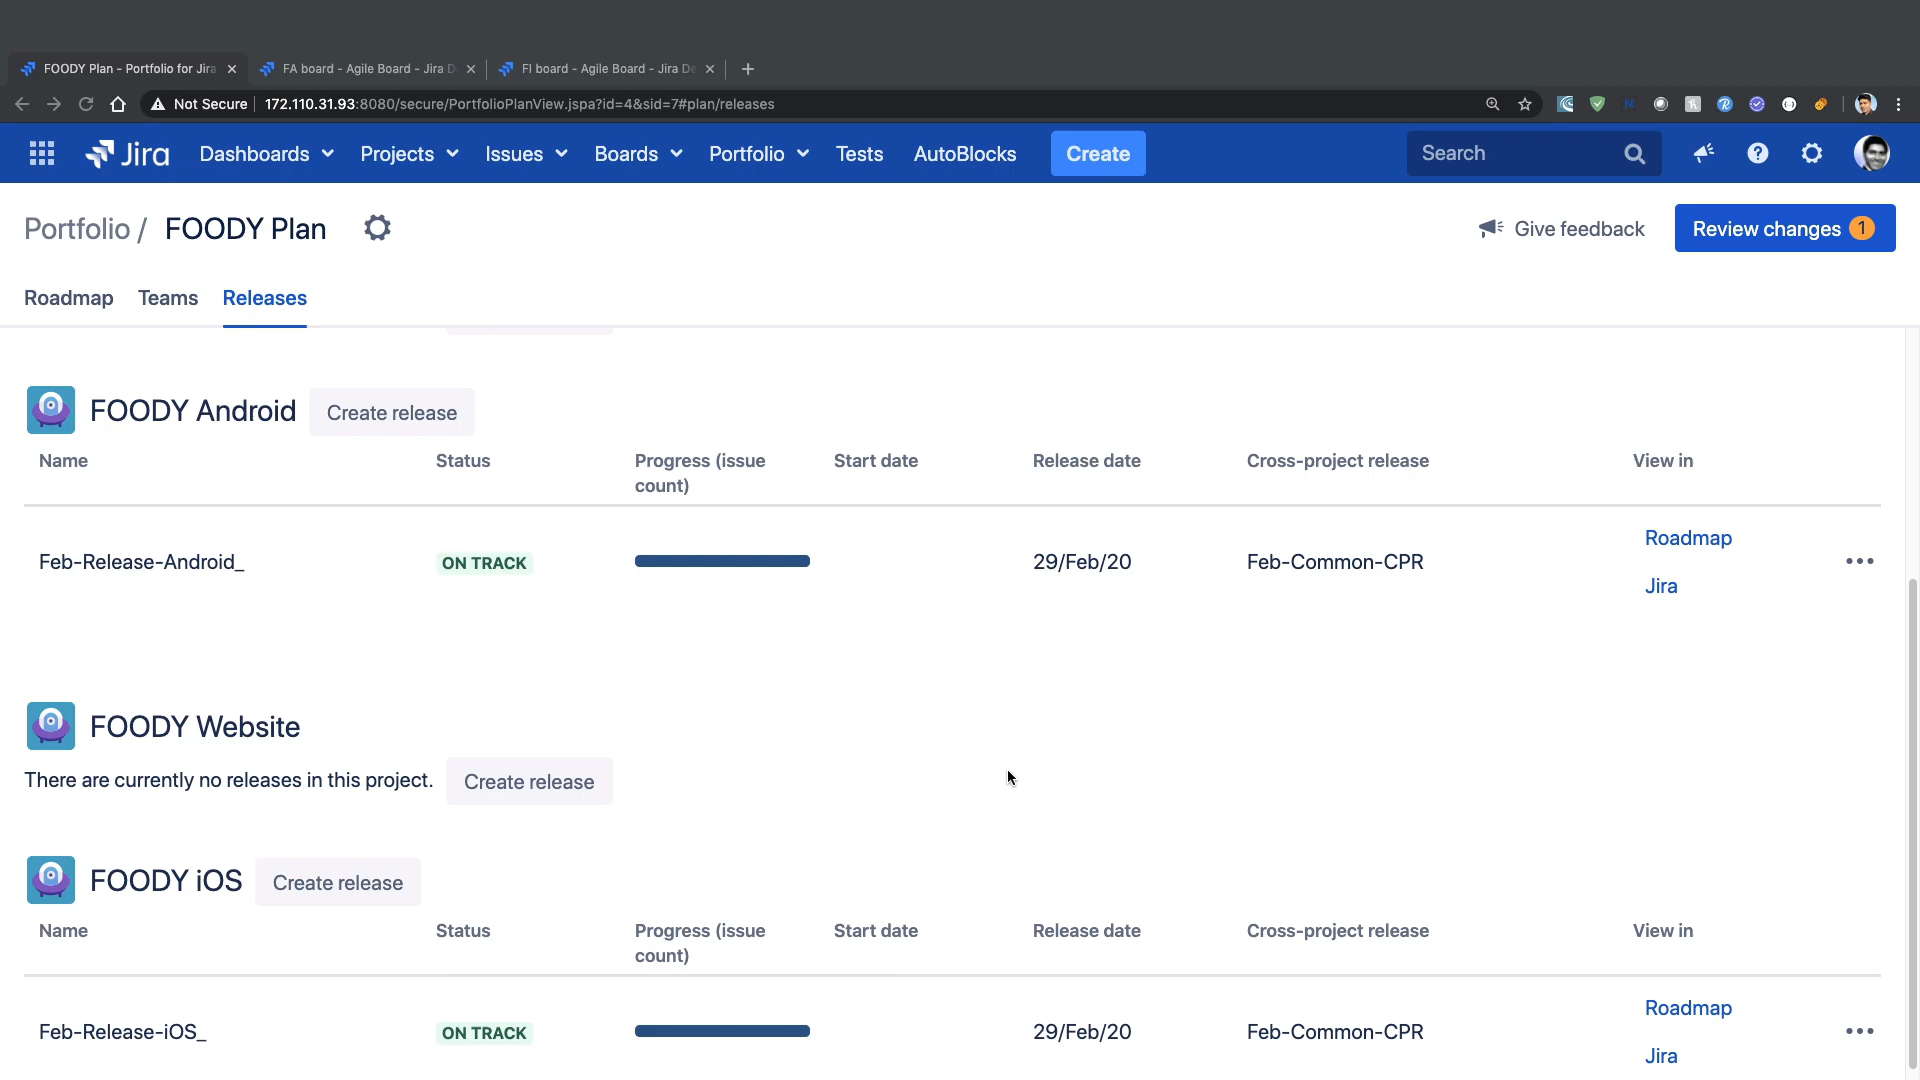 FOODY Plan - Portfolio for Jira
FA board - Agile Board - Jira D
FI board - Agile Board - Jira De
Not Secure
172.110.31.93:8080/secure/PortfolioPlanView.jspa?id=4&sid=7#plan/releases
Jira
Dashboards
Projects
Issues
Boards
Portfolio
Tests
AutoBlocks
Create
Search
Portfolio /
FOODY Plan
Give feedback
Review changes 1
Roadmap
Teams
Releases
FOODY Android
Create release
Name
Status
Progress (issue count)
Start date
Release date
Cross-project release
View in
Feb-Release-Android_
ON TRACK
29/Feb/20
Feb-Common-CPR
Roadmap
Jira
FOODY Website
There are currently no releases in this project.
Create release
FOODY iOS
Create release
Name
Status
Progress (issue count)
Start date
Release date
Cross-project release
View in
Feb-Release-iOS_
ON TRACK
29/Feb/20
Feb-Common-CPR
Roadmap
Jira